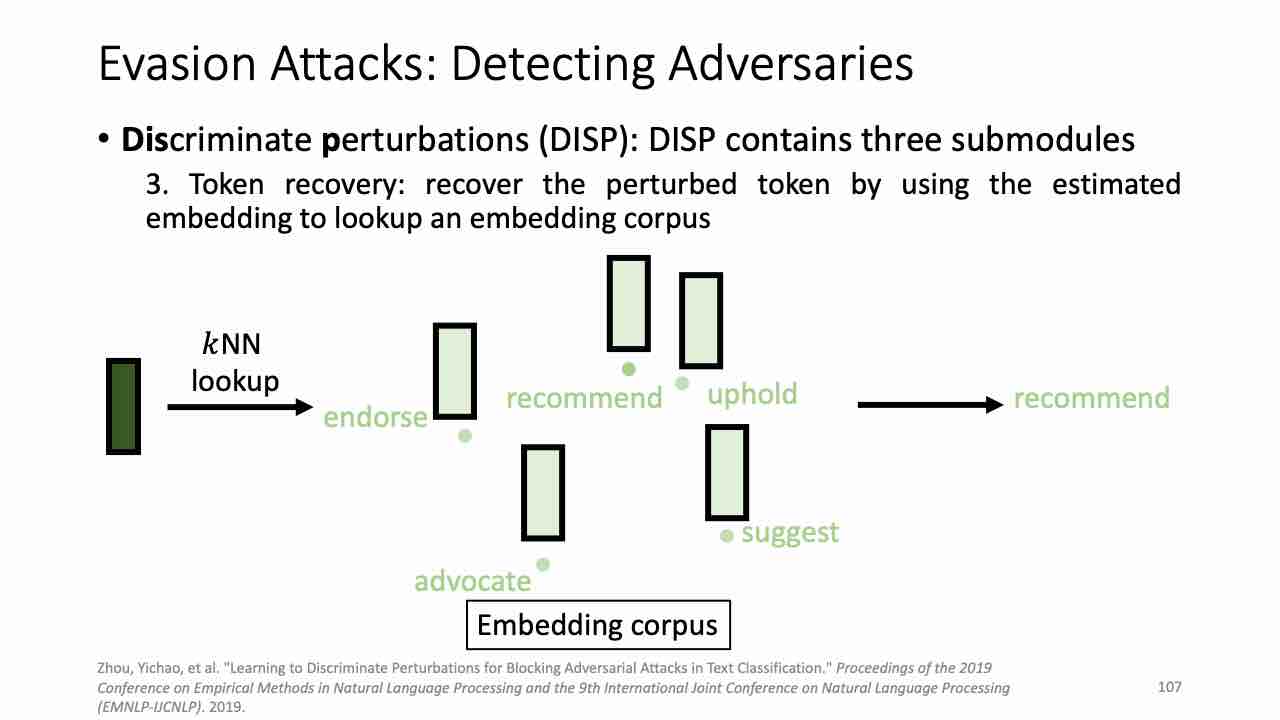 Evasion Attacks: Detecting Adversaries
• Discriminate perturbations (DISP): DISP contains three submodules
3. Token recovery: recover the perturbed token by using the estimated
embedding to lookup an embedding corpus
kNN
lookup
endorse
recommend
uphold
recommend
suggest
advocate
Embedding corpus
Zhou, Yichao, et al. "Learning to Discriminate Perturbations for Blocking Adversarial Attacks in Text Classification." Proceedings of the 2019
Conference on Empirical Methods in Natural Language Processing and the 9th International Joint Conference on Natural Language Processing
(EMNLP-IJCNLP). 2019.
107